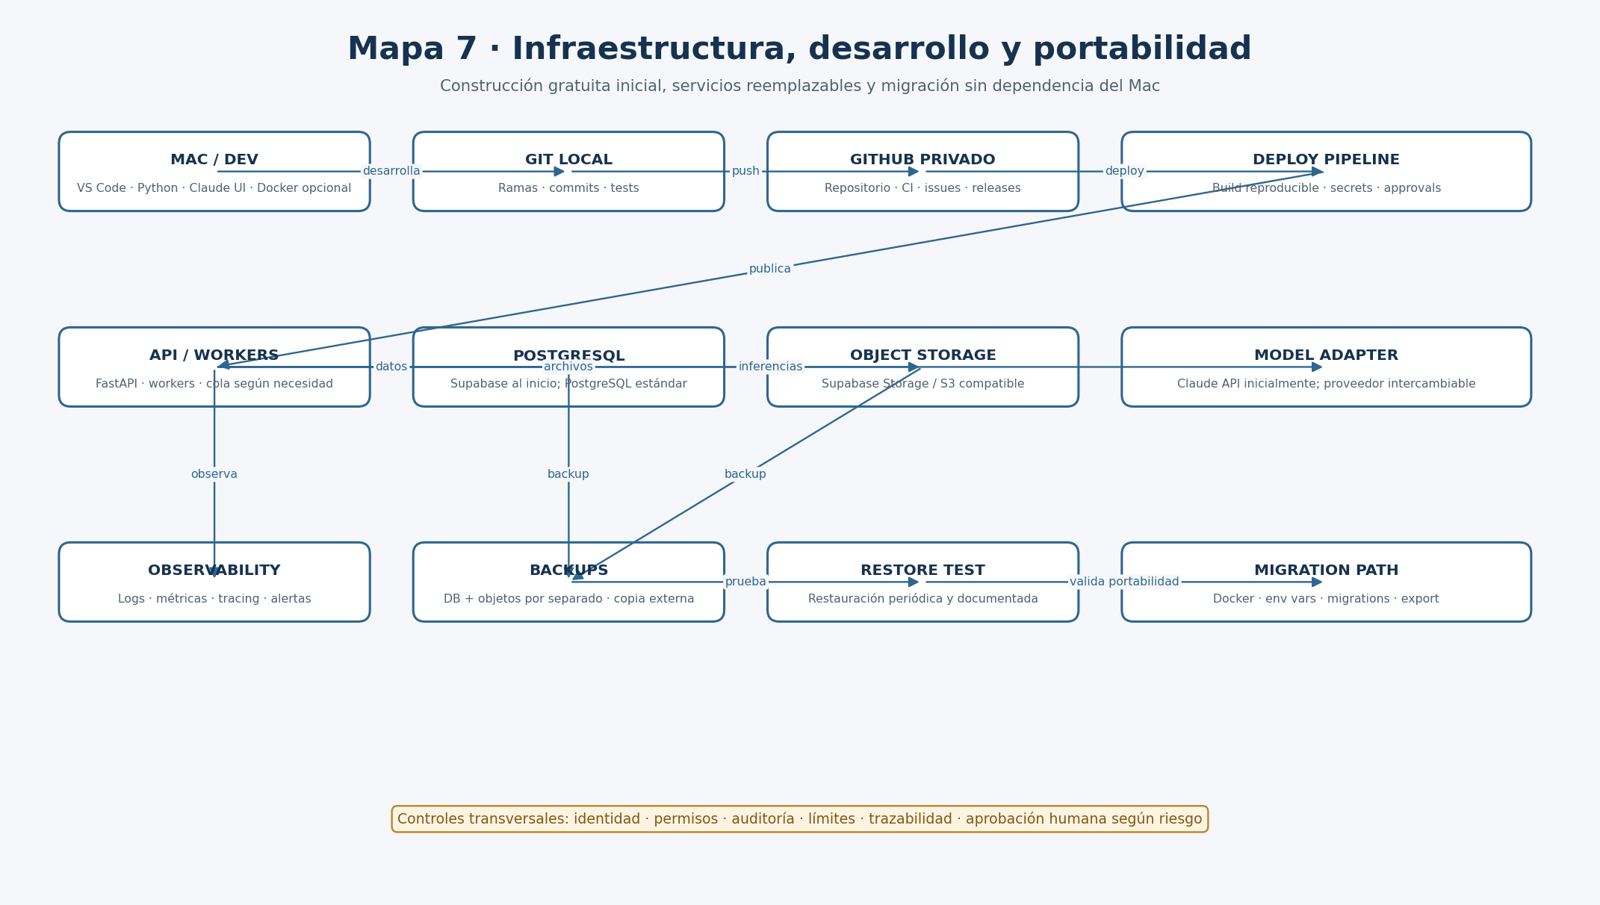 Mapa 7 · Infraestructura, desarrollo y portabilidad
Construcción gratuita inicial, servicios reemplazables y migración sin dependencia del Mac
MAC / DEV
VS Code · Python · Claude UI · Docker opcional
desarrolla
GIT LOCAL
Ramas · commits · tests
push
GITHUB PRIVADO
Repositorio · CI · issues · releases
deploy
DEPLOY PIPELINE
Build reproducible · secrets · approvals
publica
API / WORKERS
FastAPI · workers · cola según necesidad
datos
POSTGRESQL
archivos
Supabase al inicio; PostgreSQL estándar
inferencias
OBJECT STORAGE
Supabase Storage / S3 compatible
MODEL ADAPTER
Claude API inicialmente; proveedor intercambiable
observa
backup
backup
OBSERVABILITY
Logs · métricas · tracing · alertas
BACKUPS
DB + objetos por separado · copia externa
prueba
RESTORE TEST
Restauración periódica y documentada
valida portabilidad
MIGRATION PATH
Docker · env vars · migrations · export
Controles transversales: identidad · permisos · auditoría · límites · trazabilidad · aprobación humana según riesgo